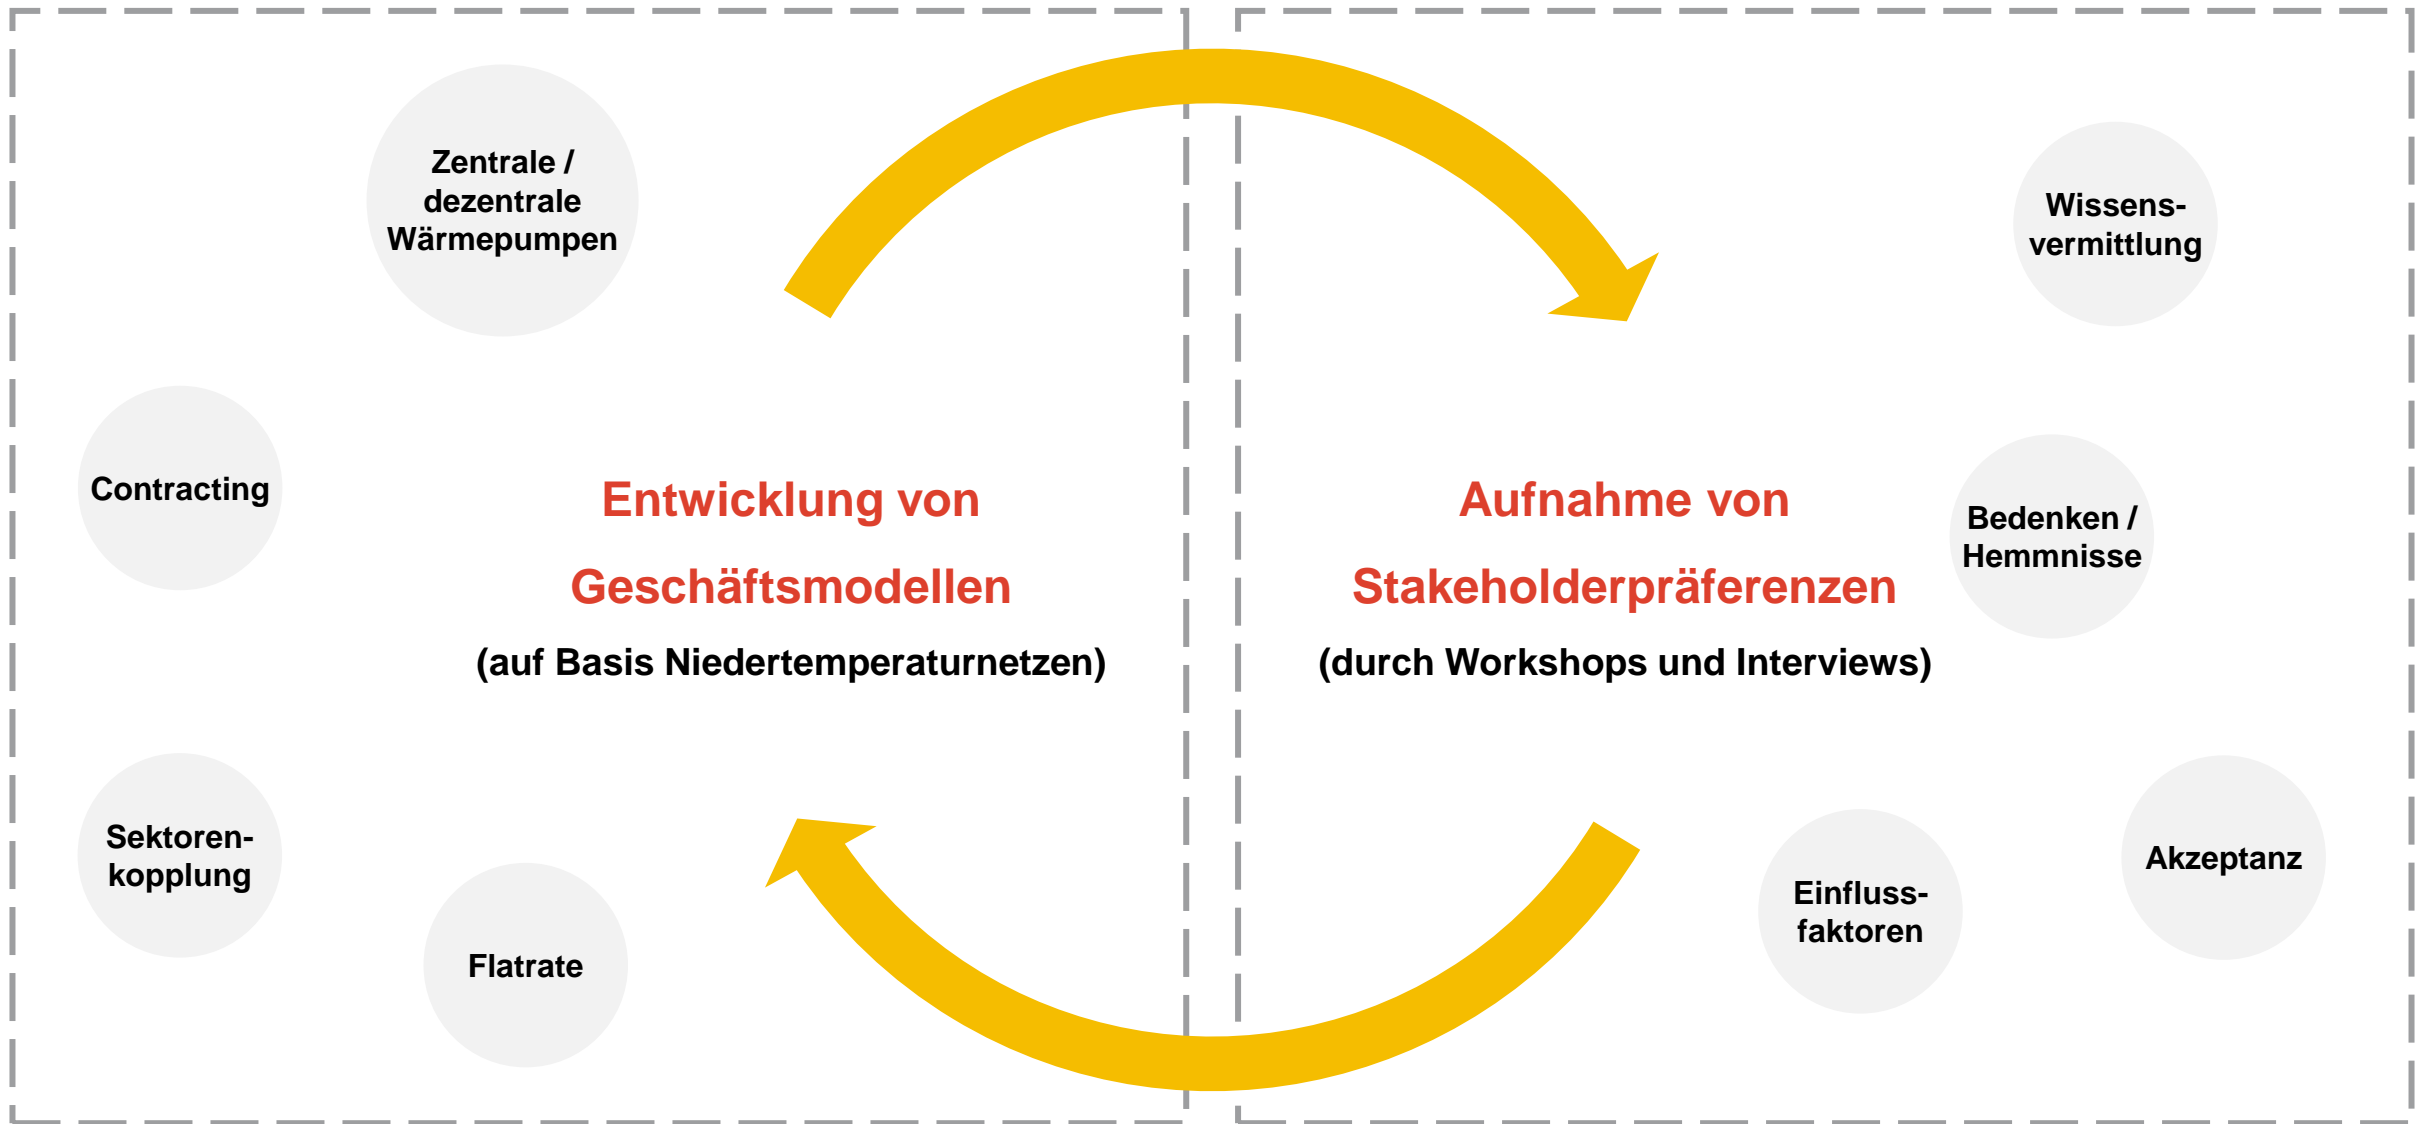 Zentrale /
dezentrale
Wärmepumpen
Contracting
Entwicklung von
Geschäftsmodellen
(auf Basis Niedertemperaturnetzen)
Sektoren-
kopplung
Flatrate
Wissens-
vermittlung
Aufnahme von
Stakeholderpräferenzen
(durch Workshops und Interviews)
Bedenken /
Hemmnisse
Einfluss-
faktoren
Akzeptanz